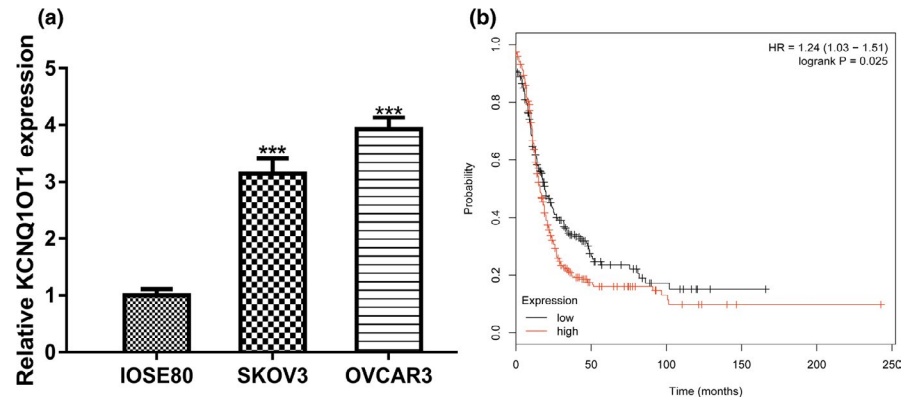 (a)
Relative KCNQ1OT1 expression
5
4
3
2
1
0
***
***
IOSE80 SKOV3 OVCAR3
(b)
HR = 1.24 (1.03 − 1.51)
logrank P = 0.025
Probability
1.0
0.8
0.6
0.4
0.2
0.0
Expression
low
high
0 50 100 150 200 250
Time (months)